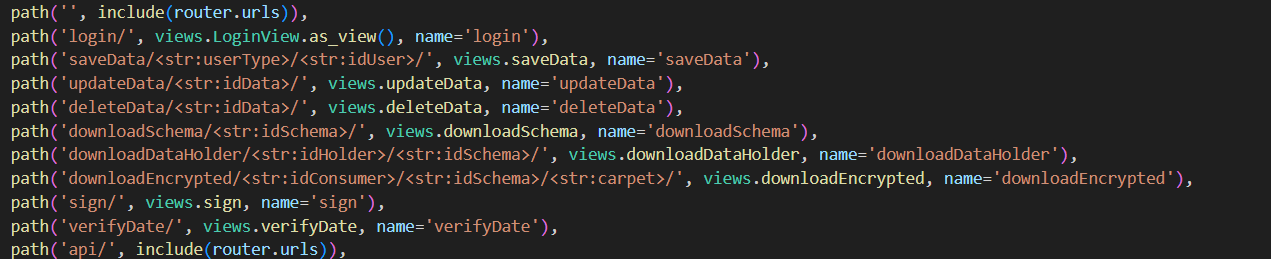 path('', include(router.urls)),
path('login/', views.LoginView.as_view(), name='login'),
path('saveData/<str:userType>/<str:idUser>/', views.saveData, name='saveData'),
path('updateData/<str:idData>/', views.updateData, name='updateData'),
path('deleteData/<str:idData>/', views.deleteData, name='deleteData'),
path('downloadSchema/<str:idSchema>/', views.downloadSchema, name='downloadSchema'),
path('downloadDataHolder/<str:idHolder>/<str:idSchema>/', views.downloadDataHolder, name='downloadDataHolder'),
path('downloadEncrypted/<str:idConsumer>/<str:idSchema>/<str:carpet>/', views.downloadEncrypted, name='downloadEncrypted'),
path('sign/', views.sign, name='sign'),
path('verifyDate/', views.verifyDate, name='verifyDate'),
path('api/', include(router.urls)),